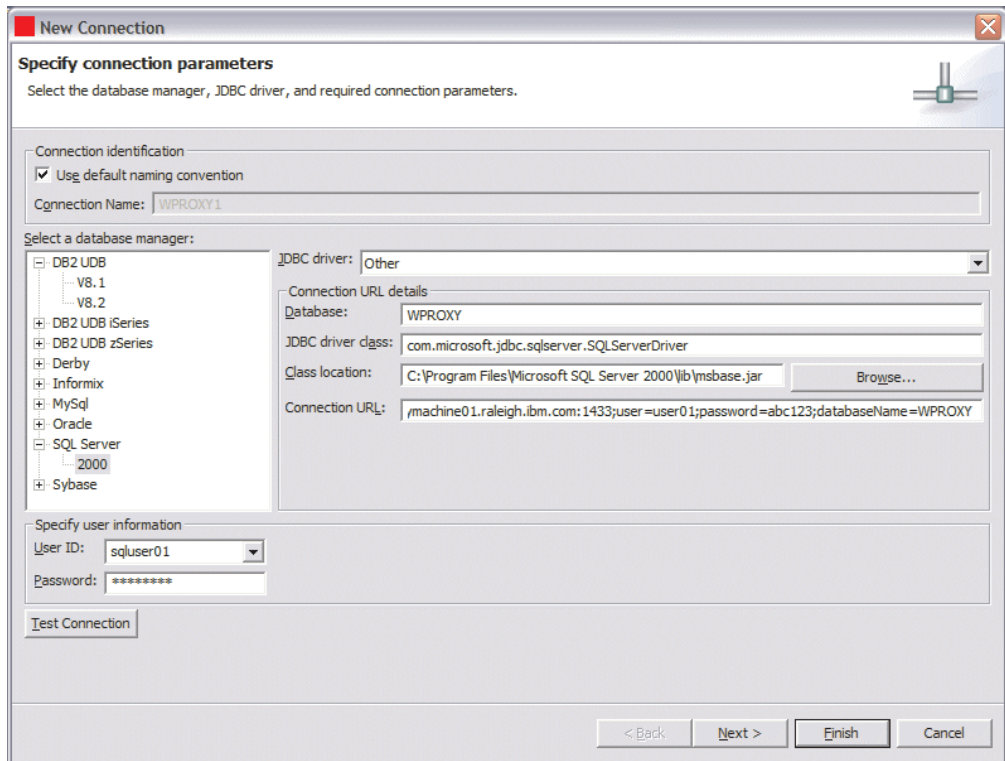 New Connection
Specify connection parameters
Select the database manager, JDBC driver, and required connection parameters.
Connection identification
Use default naming convention
Connection Name: WPROXY1
Select a database manager:
DB2 UDB
V8.1
V8.2
DB2 UDB iSeries
DB2 UDB zSeries
Derby
Informix
MySql
Oracle
SQL Server
2000
Sybase
JDBC driver: Other
Connection URL details
Database: WPROXY
JDBC driver class: com.microsoft.jdbc.sqlserver.SQLServerDriver
Class location: C:\Program Files\Microsoft SQL Server 2000\lib\msbase.jar Browse...
Connection URL: /machine01.raleigh.ibm.com:1433;user=user01;password=abc123;databaseName=WPROXY
Specify user information
User ID: sqluser01
Password: ********
Test Connection
< Back Next > Finish Cancel